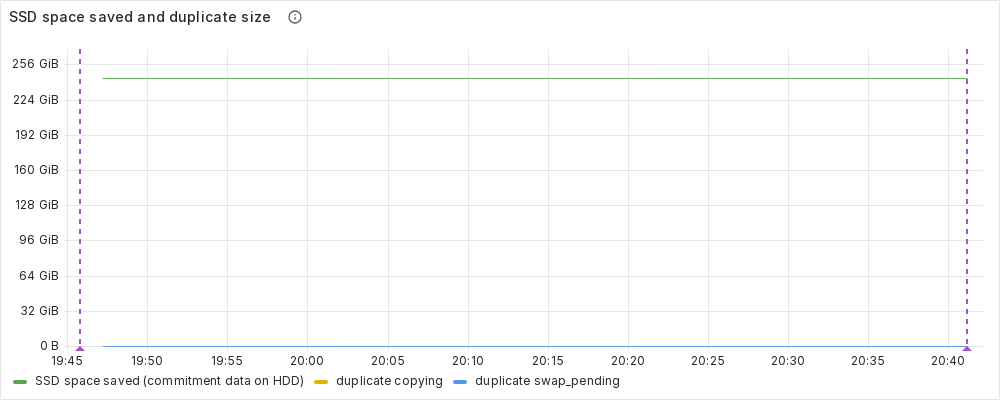 SSD space saved and duplicate size
256 GiB
224 GiB
192 GiB
160 GiB
128 GiB
96 GiB
64 GiB
32 GiB
0 B
19:45 19:50 19:55 20:00 20:05 20:10 20:15 20:20 20:25 20:30 20:35 20:40
SSD space saved (commitment data on HDD) duplicate copying duplicate swap_pending